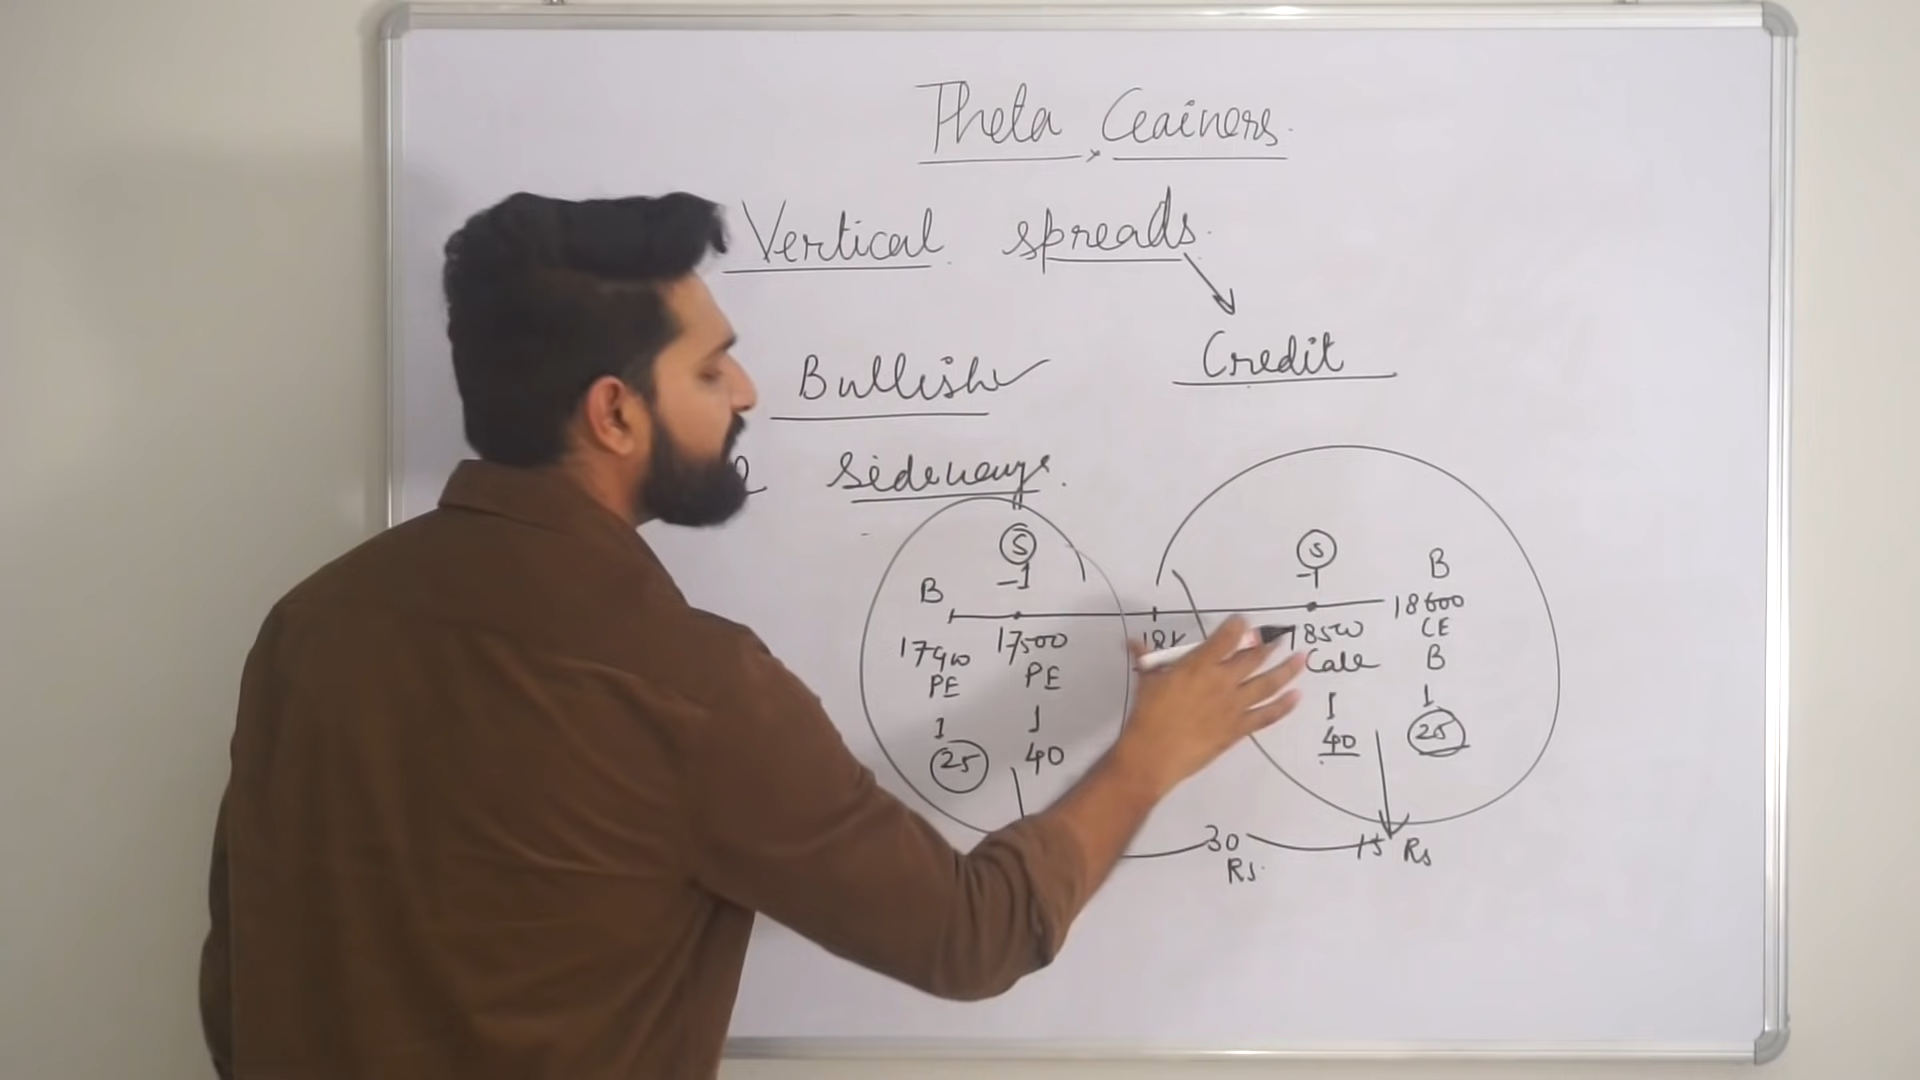 Theta Gainers.
Vertical spreads.
Credit
Bullish
Sideways.
S
S
-1
-1
B
B
17400
17500
18K
18500
18600
PE
PE
Call
CE
B
1
1
1
1
25
40
40
25
30
15 Rs
Rs.